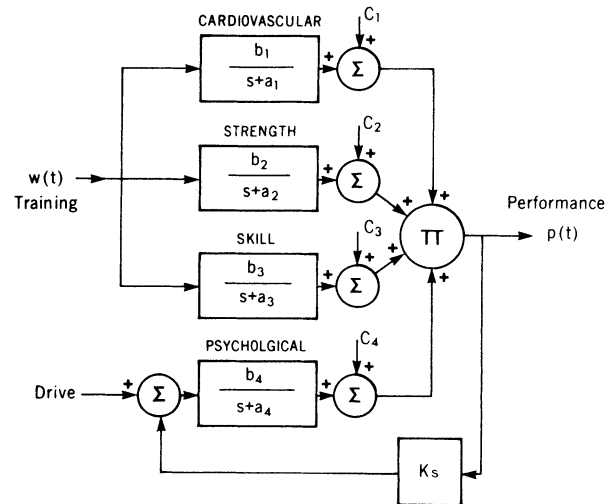 CARDIOVASCULAR
C1
b1
s+a1
+
+
Σ
STRENGTH
C2
w(t)
Training
b2
s+a2
+
+
Σ
+
+
SKILL
C3
b3
s+a3
+
+
Σ
+
+
π
Performance
p(t)
PSYCHOLGICAL
C4
Drive
+
Σ
b4
s+a4
+
+
Σ
Ks